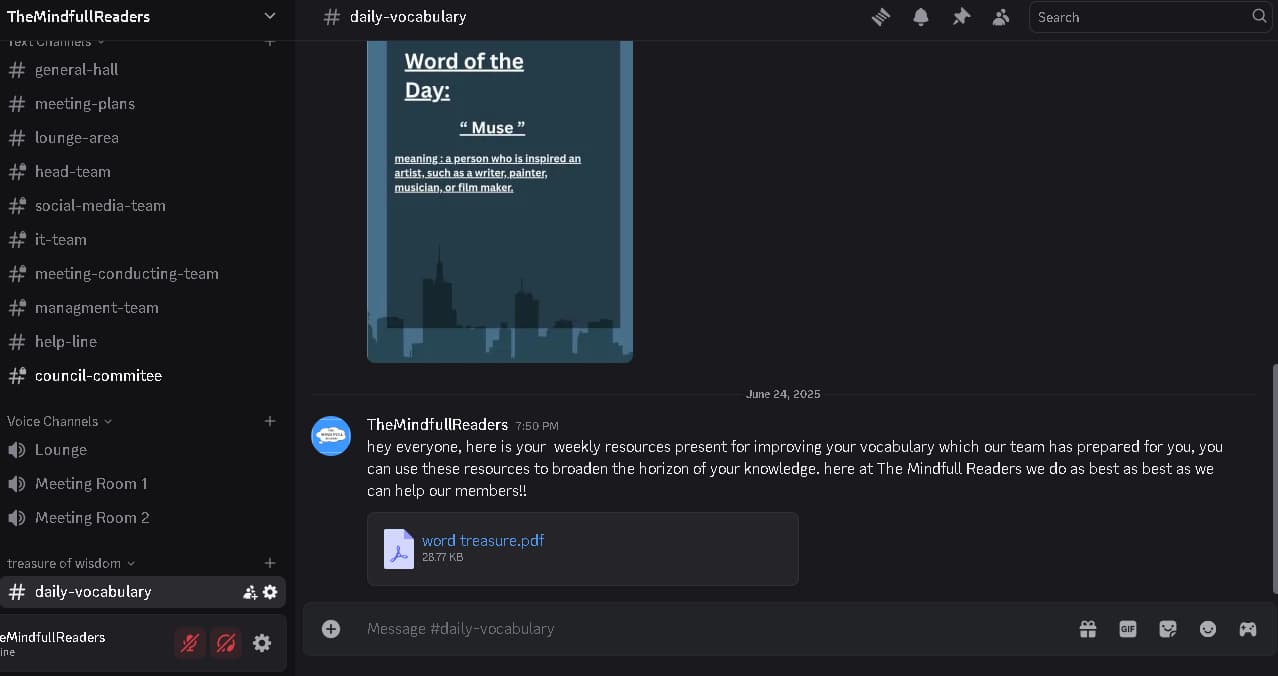 TheMindfullReaders
Text Channels
general-hall
meeting-plans
lounge-area
head-team
social-media-team
it-team
meeting-conducting-team
managment-team
help-line
council-commitee
Voice Channels
Lounge
Meeting Room 1
Meeting Room 2
treasure of wisdom
daily-vocabulary
eMindfullReaders
ine
daily-vocabulary
Search
Word of the
Day:
“ Muse ”
meaning : a person who is inspired an
artist, such as a writer, painter,
musician, or film maker.
June 24, 2025
TheMindfullReaders 7:50 PM
hey everyone, here is your weekly resources present for improving your vocabulary which our team has prepared for you, you
can use these resources to broaden the horizon of your knowledge. here at The Mindfull Readers we do as best as best as we
can help our members!!
word treasure.pdf
28.77 KB
Message #daily-vocabulary
GIF